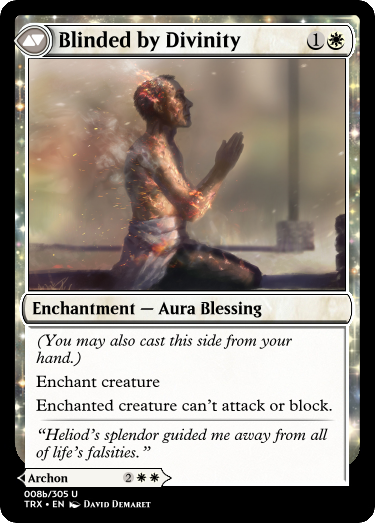 Blinded by Divinity 1
Enchantment — Aura Blessing
(You may also cast this side from your
hand.)
Enchant creature
Enchanted creature can't attack or block.
“Heliod's splendor guided me away from all
of life's falsities.”
Archon 2
008b/305 U
TRX • EN David Demaret